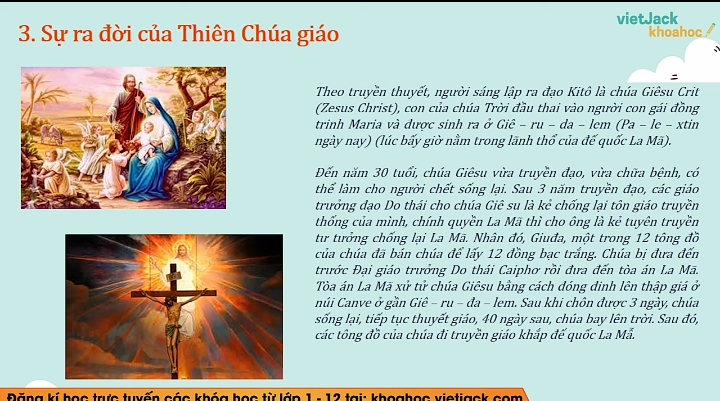 3. Sự ra đời của Thiên Chúa giáo
vietJack
khoahoc
Theo truyền thuyết, người sáng lập ra đạo Kitô là chúa Giêsu Crit
(Zesus Christ), con của chúa Trời đầu thai vào người con gái đồng
trinh Maria và được sinh ra ở Giê – ru – da – lem (Pa – le – xtin
ngày nay) (lúc bấy giờ nằm trong lãnh thổ của đế quốc La Mã).
Đến năm 30 tuổi, chúa Giêsu vừa truyền đạo, vừa chữa bệnh, có
thể làm cho người chết sống lại. Sau 3 năm truyền đạo, các giáo
trưởng đạo Do thái cho chúa Giê su là kẻ chống lại tôn giáo truyền
thống của mình, chính quyền La Mã thì cho ông là kẻ tuyên truyền
tư tưởng chống lại La Mã. Nhân đó, Giuđa, một trong 12 tông đồ
của chúa đã bán chúa để lấy 12 đồng bạc trắng. Chúa bị đưa đến
trước Đại giáo trưởng Do thái Caiphơ rồi đưa đến tòa án La Mã.
Tòa án La Mã xử tử chúa Giêsu bằng cách đóng đinh lên thập giá ở
núi Canve ở gần Giê – ru – đa – lem. Sau khi chôn được 3 ngày, chúa
sống lại, tiếp tục thuyết giáo, 40 ngày sau, chúa bay lên trời. Sau đó,
các tông đồ của chúa đi truyền giáo khắp đế quốc La Mã.
Đăng kí học trực tuyến các khóa học từ lớp 1 - 12 tại: khoahoc.vietjack.com